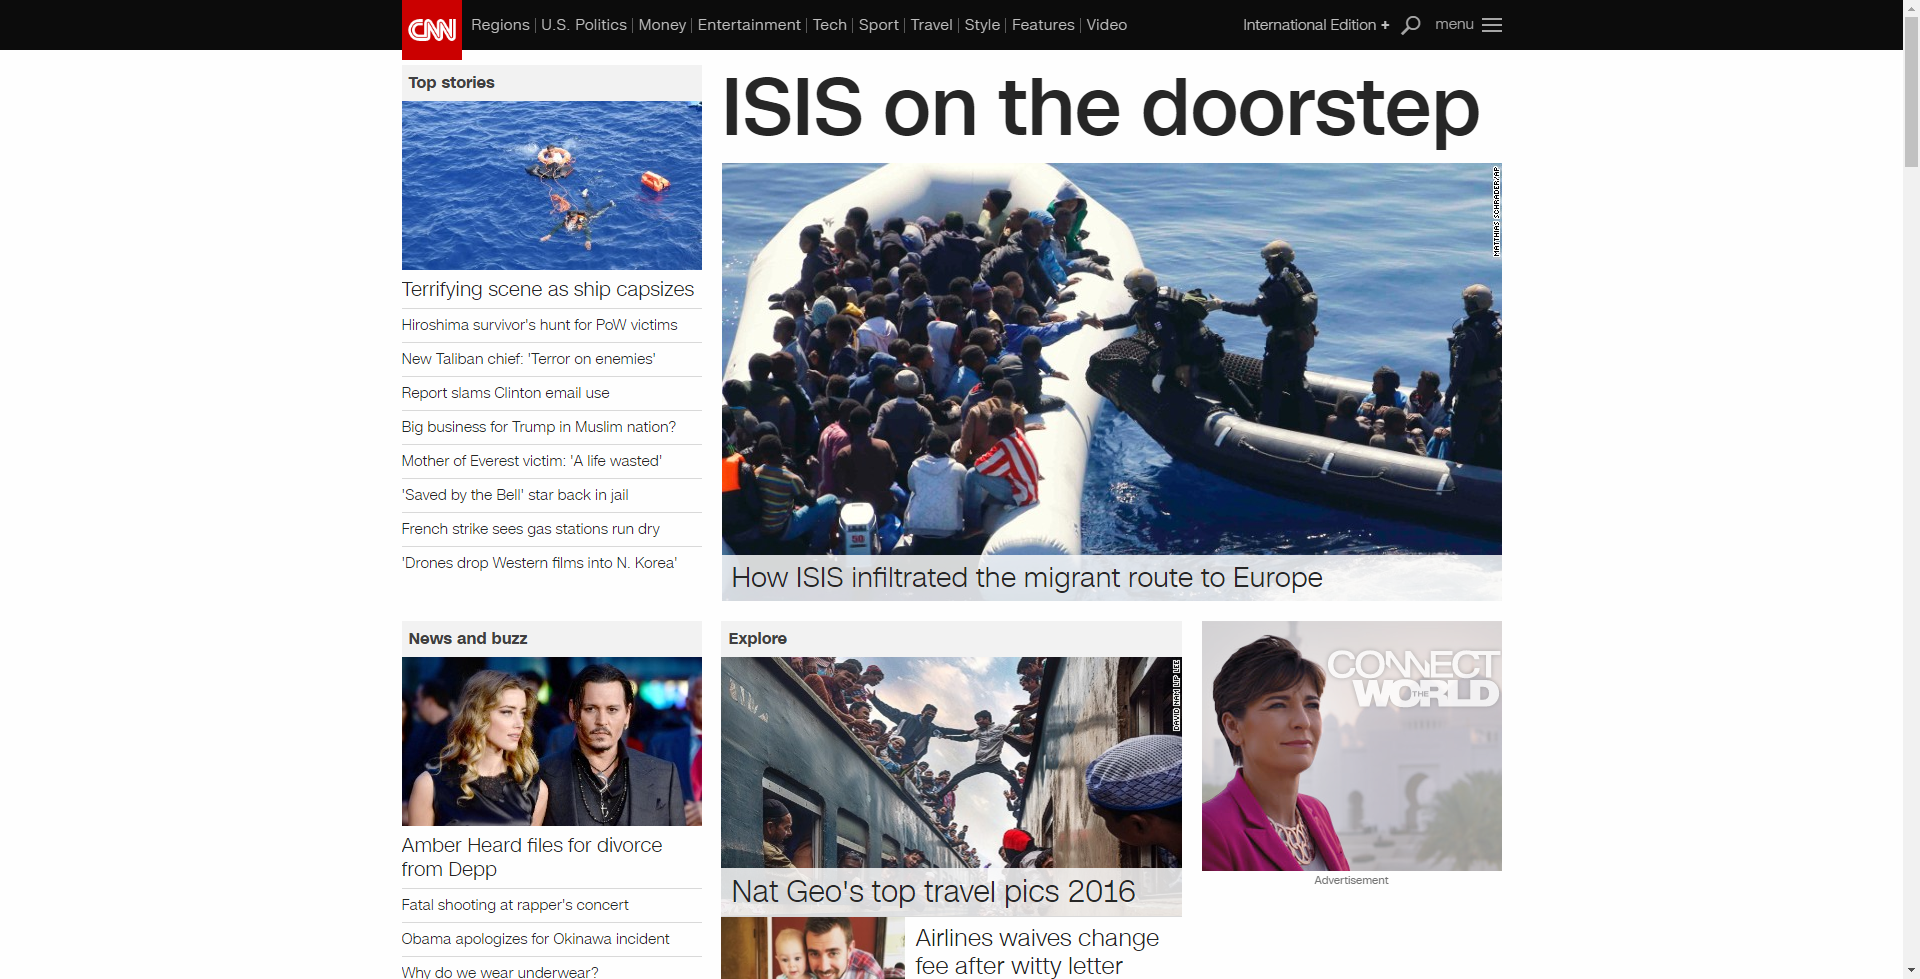 CNN
Regions
U.S. Politics
Money
Entertainment
Tech
Sport
Travel
Style
Features
Video
International Edition +
menu
Top stories
Terrifying scene as ship capsizes
Hiroshima survivor's hunt for PoW victims
New Taliban chief: 'Terror on enemies'
Report slams Clinton email use
Big business for Trump in Muslim nation?
Mother of Everest victim: 'A life wasted'
'Saved by the Bell' star back in jail
French strike sees gas stations run dry
'Drones drop Western films into N. Korea'
ISIS on the doorstep
MATTHIAS SCHRADER/AP
50
How ISIS infiltrated the migrant route to Europe
News and buzz
Amber Heard files for divorce
from Depp
Fatal shooting at rapper's concert
Obama apologizes for Okinawa incident
Why do we wear underwear?
Explore
DAVID NAM LIP LEE
Nat Geo's top travel pics 2016
Airlines waives change
fee after witty letter
CONNECT
THE
WORLD
Advertisement